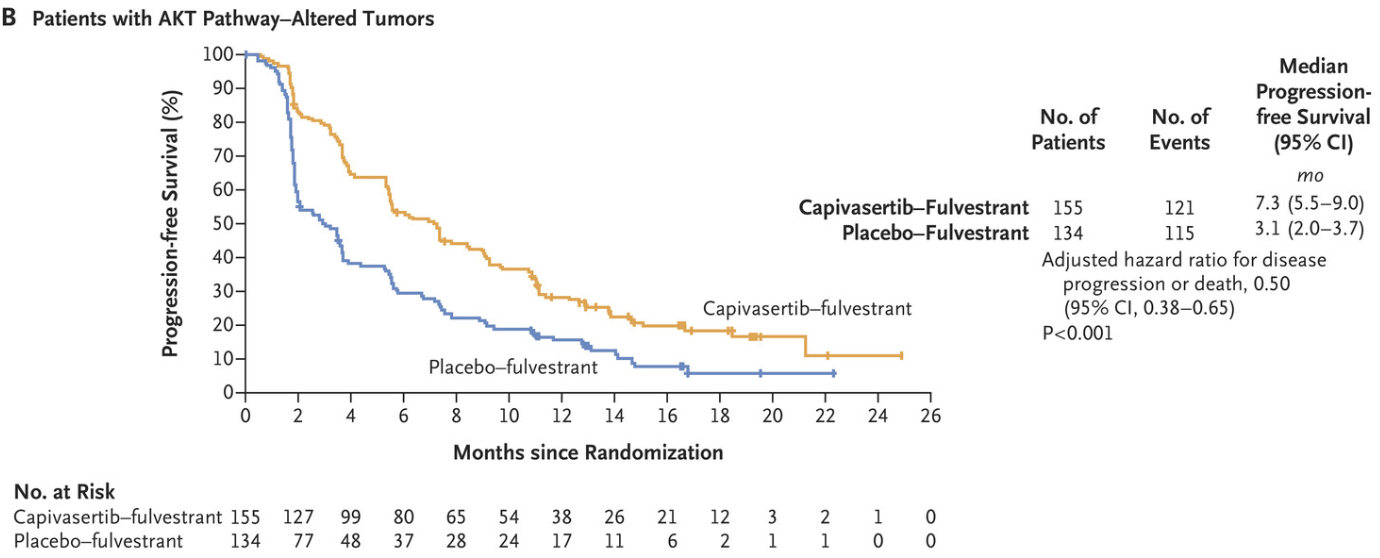 B Patients with AKT Pathway–Altered Tumors
Progression-free Survival (%)
100
90
80
70
60
50
40
30
20
10
0
0 2 4 6 8 10 12 14 16 18 20 22 24 26
Months since Randomization
Capivasertib–fulvestrant
Placebo–fulvestrant
No. of Patients
No. of Events
Median Progression-free Survival (95% CI)
mo
Capivasertib–Fulvestrant 155 121 7.3 (5.5–9.0)
Placebo–Fulvestrant 134 115 3.1 (2.0–3.7)
Adjusted hazard ratio for disease
progression or death, 0.50
(95% CI, 0.38–0.65)
P<0.001
No. at Risk
Capivasertib–fulvestrant 155 127 99 80 65 54 38 26 21 12 3 2 1 0
Placebo–fulvestrant 134 77 48 37 28 24 17 11 6 2 1 1 0 0